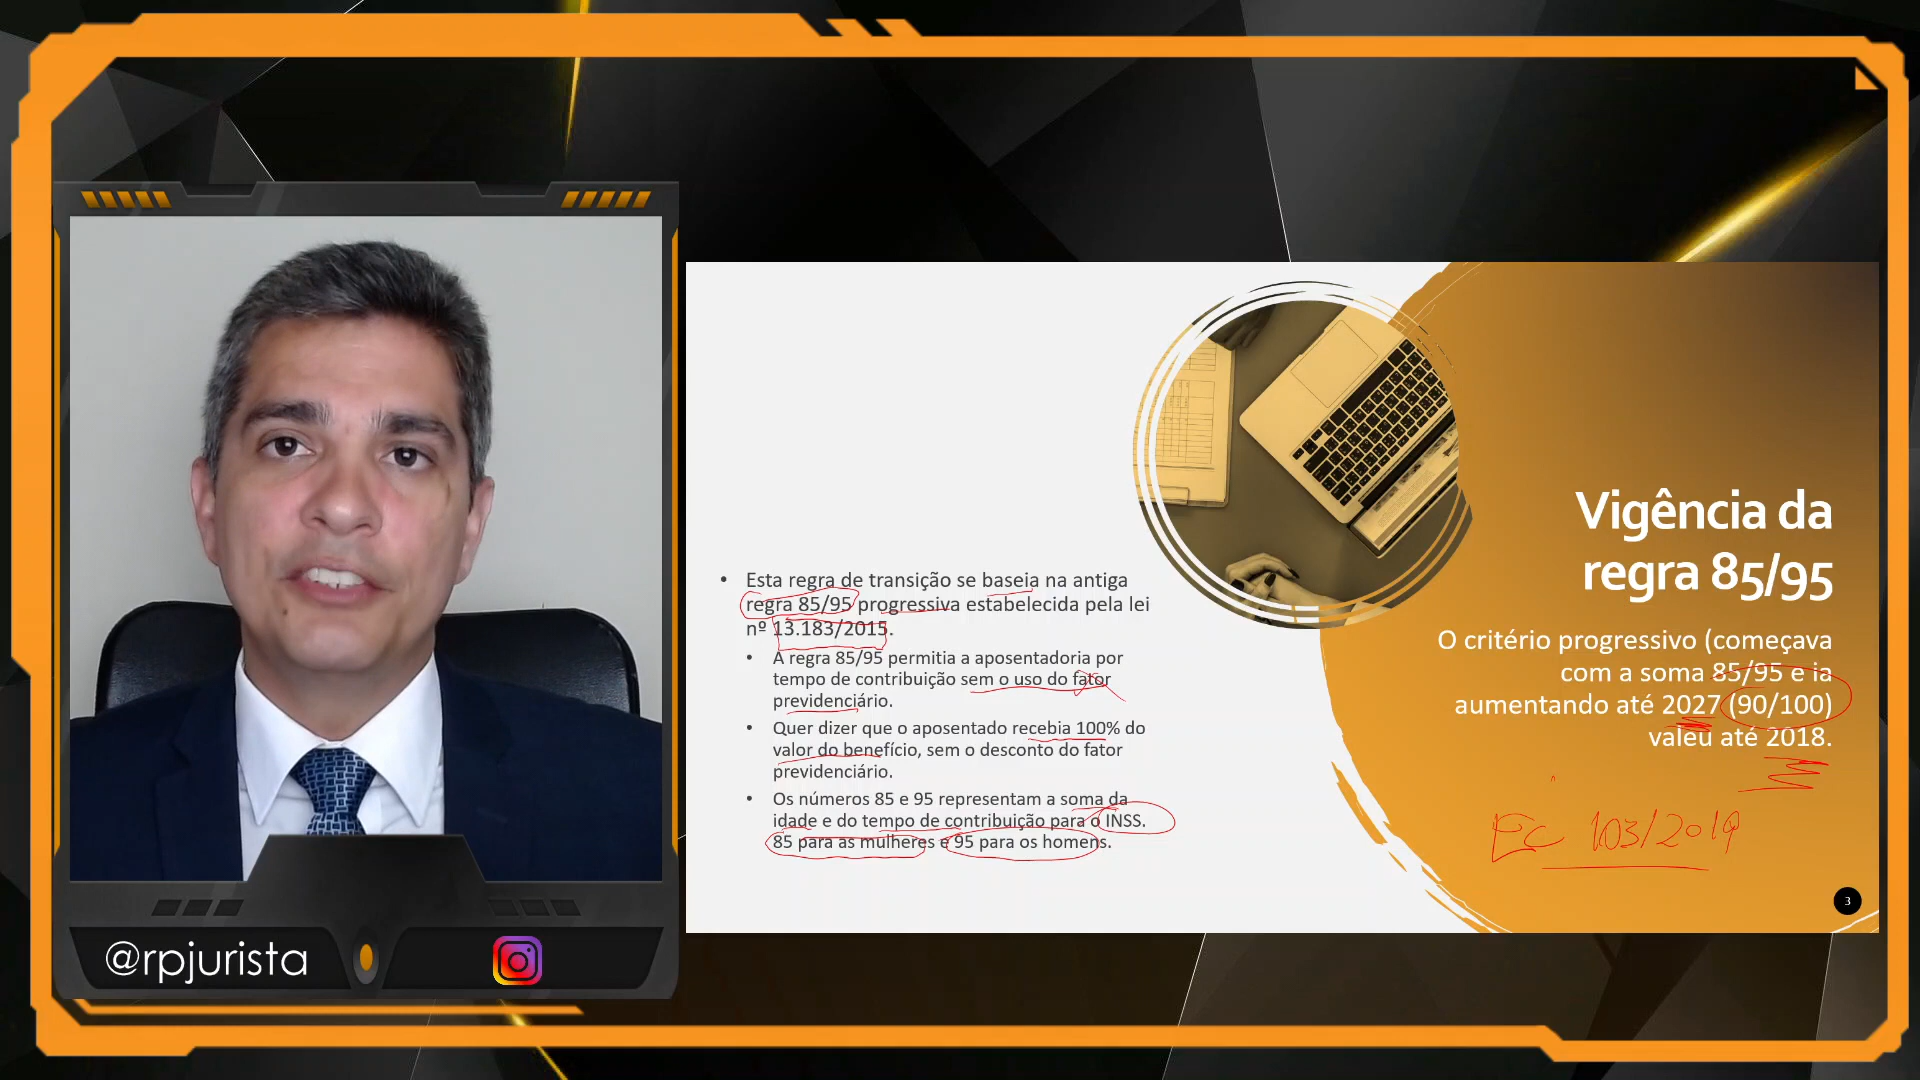 Vigência da
regra 85/95
O critério progressivo (começava
com a soma 85/95 e ia
aumentando até 2027 (90/100)
valeu até 2018.
EC 103/2019
• Esta regra de transição se baseia na antiga
regra 85/95 progressiva estabelecida pela lei
nº 13.183/2015.
• A regra 85/95 permitia a aposentadoria por
tempo de contribuição sem o uso do fator
previdenciário.
• Quer dizer que o aposentado recebia 100% do
valor do benefício, sem o desconto do fator
previdenciário.
• Os números 85 e 95 representam a soma da
idade e do tempo de contribuição para o INSS.
85 para as mulheres e 95 para os homens.
3
@rpjurista